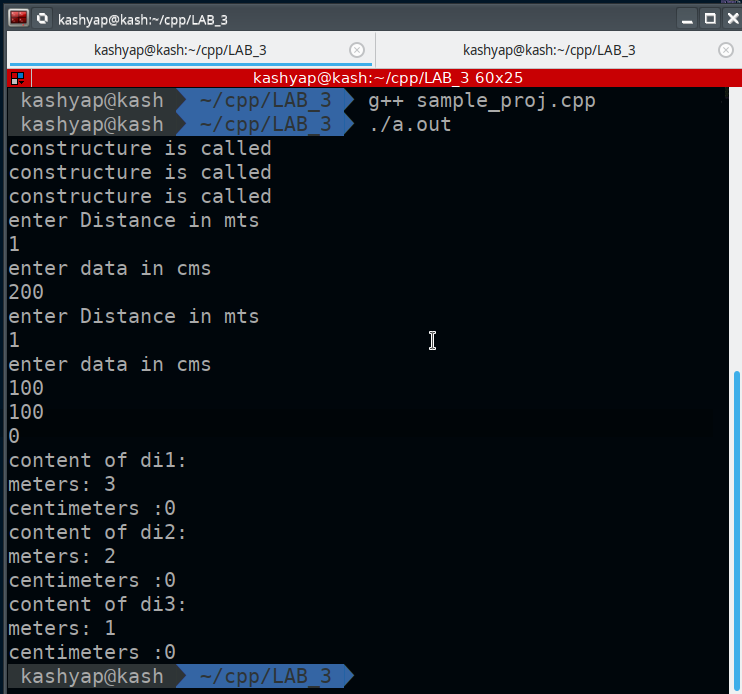 kashyap@kash:~/cpp/LAB_3
kashyap@kash:~/cpp/LAB_3 kashyap@kash:~/cpp/LAB_3
kashyap@kash:~/cpp/LAB_3 60x25
kashyap@kash ~/cpp/LAB_3 g++ sample_proj.cpp
kashyap@kash ~/cpp/LAB_3 ./a.out
constructure is called
constructure is called
constructure is called
enter Distance in mts
1
enter data in cms
200
enter Distance in mts
1
enter data in cms
100
100
0
content of di1:
meters: 3
centimeters :0
content of di2:
meters: 2
centimeters :0
content of di3:
meters: 1
centimeters :0
kashyap@kash ~/cpp/LAB_3